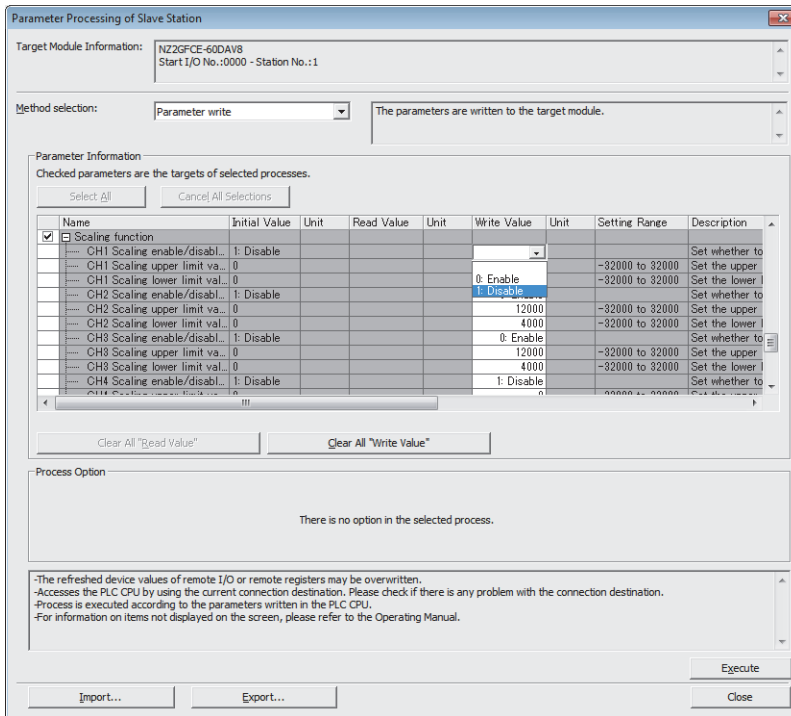 Parameter Processing of Slave Station
Target Module Information:
NZ2GFCE-60DAV8
Start I/O No.:0000 - Station No.:1
Method selection:
Parameter write
The parameters are written to the target module.
Parameter Information
Checked parameters are the targets of selected processes.
Select All
Cancel All Selections
Name Initial Value Unit Read Value Unit Write Value Unit Setting Range Description
Scaling function
CH1 Scaling enable/disabl... 1: Disable Set whether to
CH1 Scaling upper limit va... 0 -32000 to 32000 Set the upper
0: Enable
CH1 Scaling lower limit val... 0 -32000 to 32000 Set the lower l
1: Disable
CH2 Scaling enable/disabl... 1: Disable Set whether to
CH2 Scaling upper limit va... 0 12000 -32000 to 32000 Set the upper
CH2 Scaling lower limit val... 0 4000 -32000 to 32000 Set the lower l
CH3 Scaling enable/disabl... 1: Disable 0: Enable Set whether to
CH3 Scaling upper limit va... 0 12000 -32000 to 32000 Set the upper
CH3 Scaling lower limit val... 0 4000 -32000 to 32000 Set the lower l
CH4 Scaling enable/disabl... 1: Disable 1: Disable Set whether to
Clear All "Read Value"
Clear All "Write Value"
Process Option
There is no option in the selected process.
-The refreshed device values of remote I/O or remote registers may be overwritten.
-Accesses the PLC CPU by using the current connection destination. Please check if there is any problem with the connection destination.
-Process is executed according to the parameters written in the PLC CPU.
-For information on items not displayed on the screen, please refer to the Operating Manual.
Execute
Import...
Export...
Close